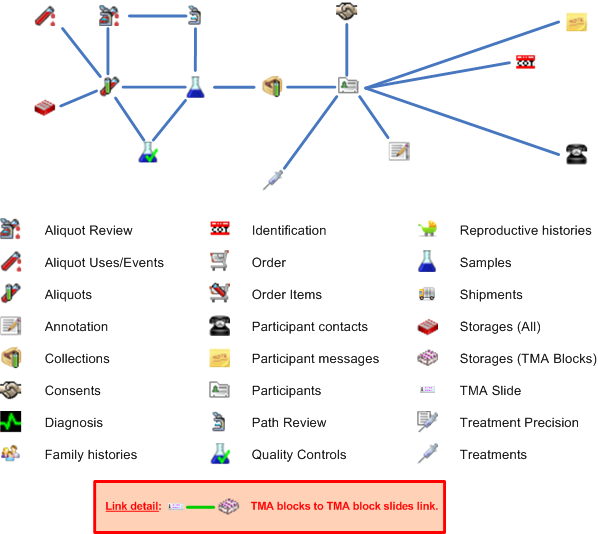 NOTE
Aliquot Review
Identification
Reproductive histories
Aliquot Uses/Events
Order
Samples
Aliquots
Order Items
Shipments
Annotation
Participant contacts
Storages (All)
Collections
Participant messages
Storages (TMA Blocks)
Consents
Participants
TMA Slide
Diagnosis
Path Review
Treatment Precision
Family histories
Quality Controls
Treatments
Link detail: TMA blocks to TMA block slides link.